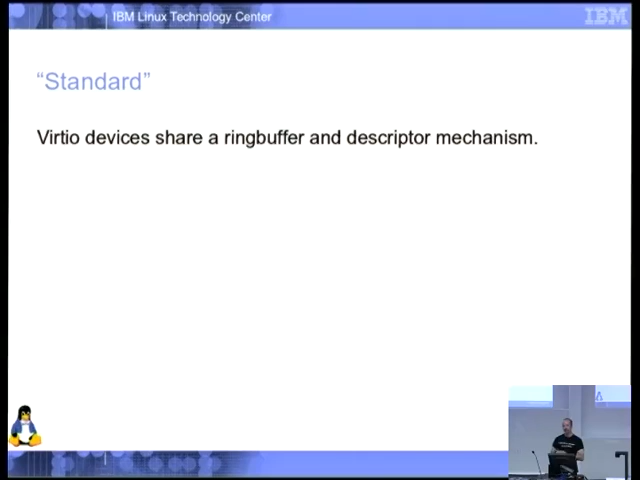 IBM Linux Technology Center
IBM
“Standard”
Virtio devices share a ringbuffer and descriptor mechanism.